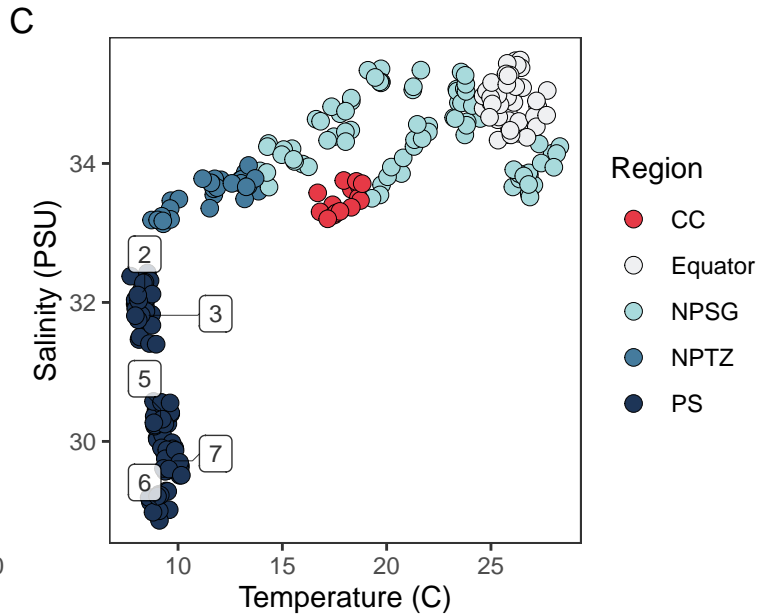 C
34
32
30
Salinity (PSU)
2
3
5
7
6
10
15
20
25
Temperature (C)
Region
CC
Equator
NPSG
NPTZ
PS
0